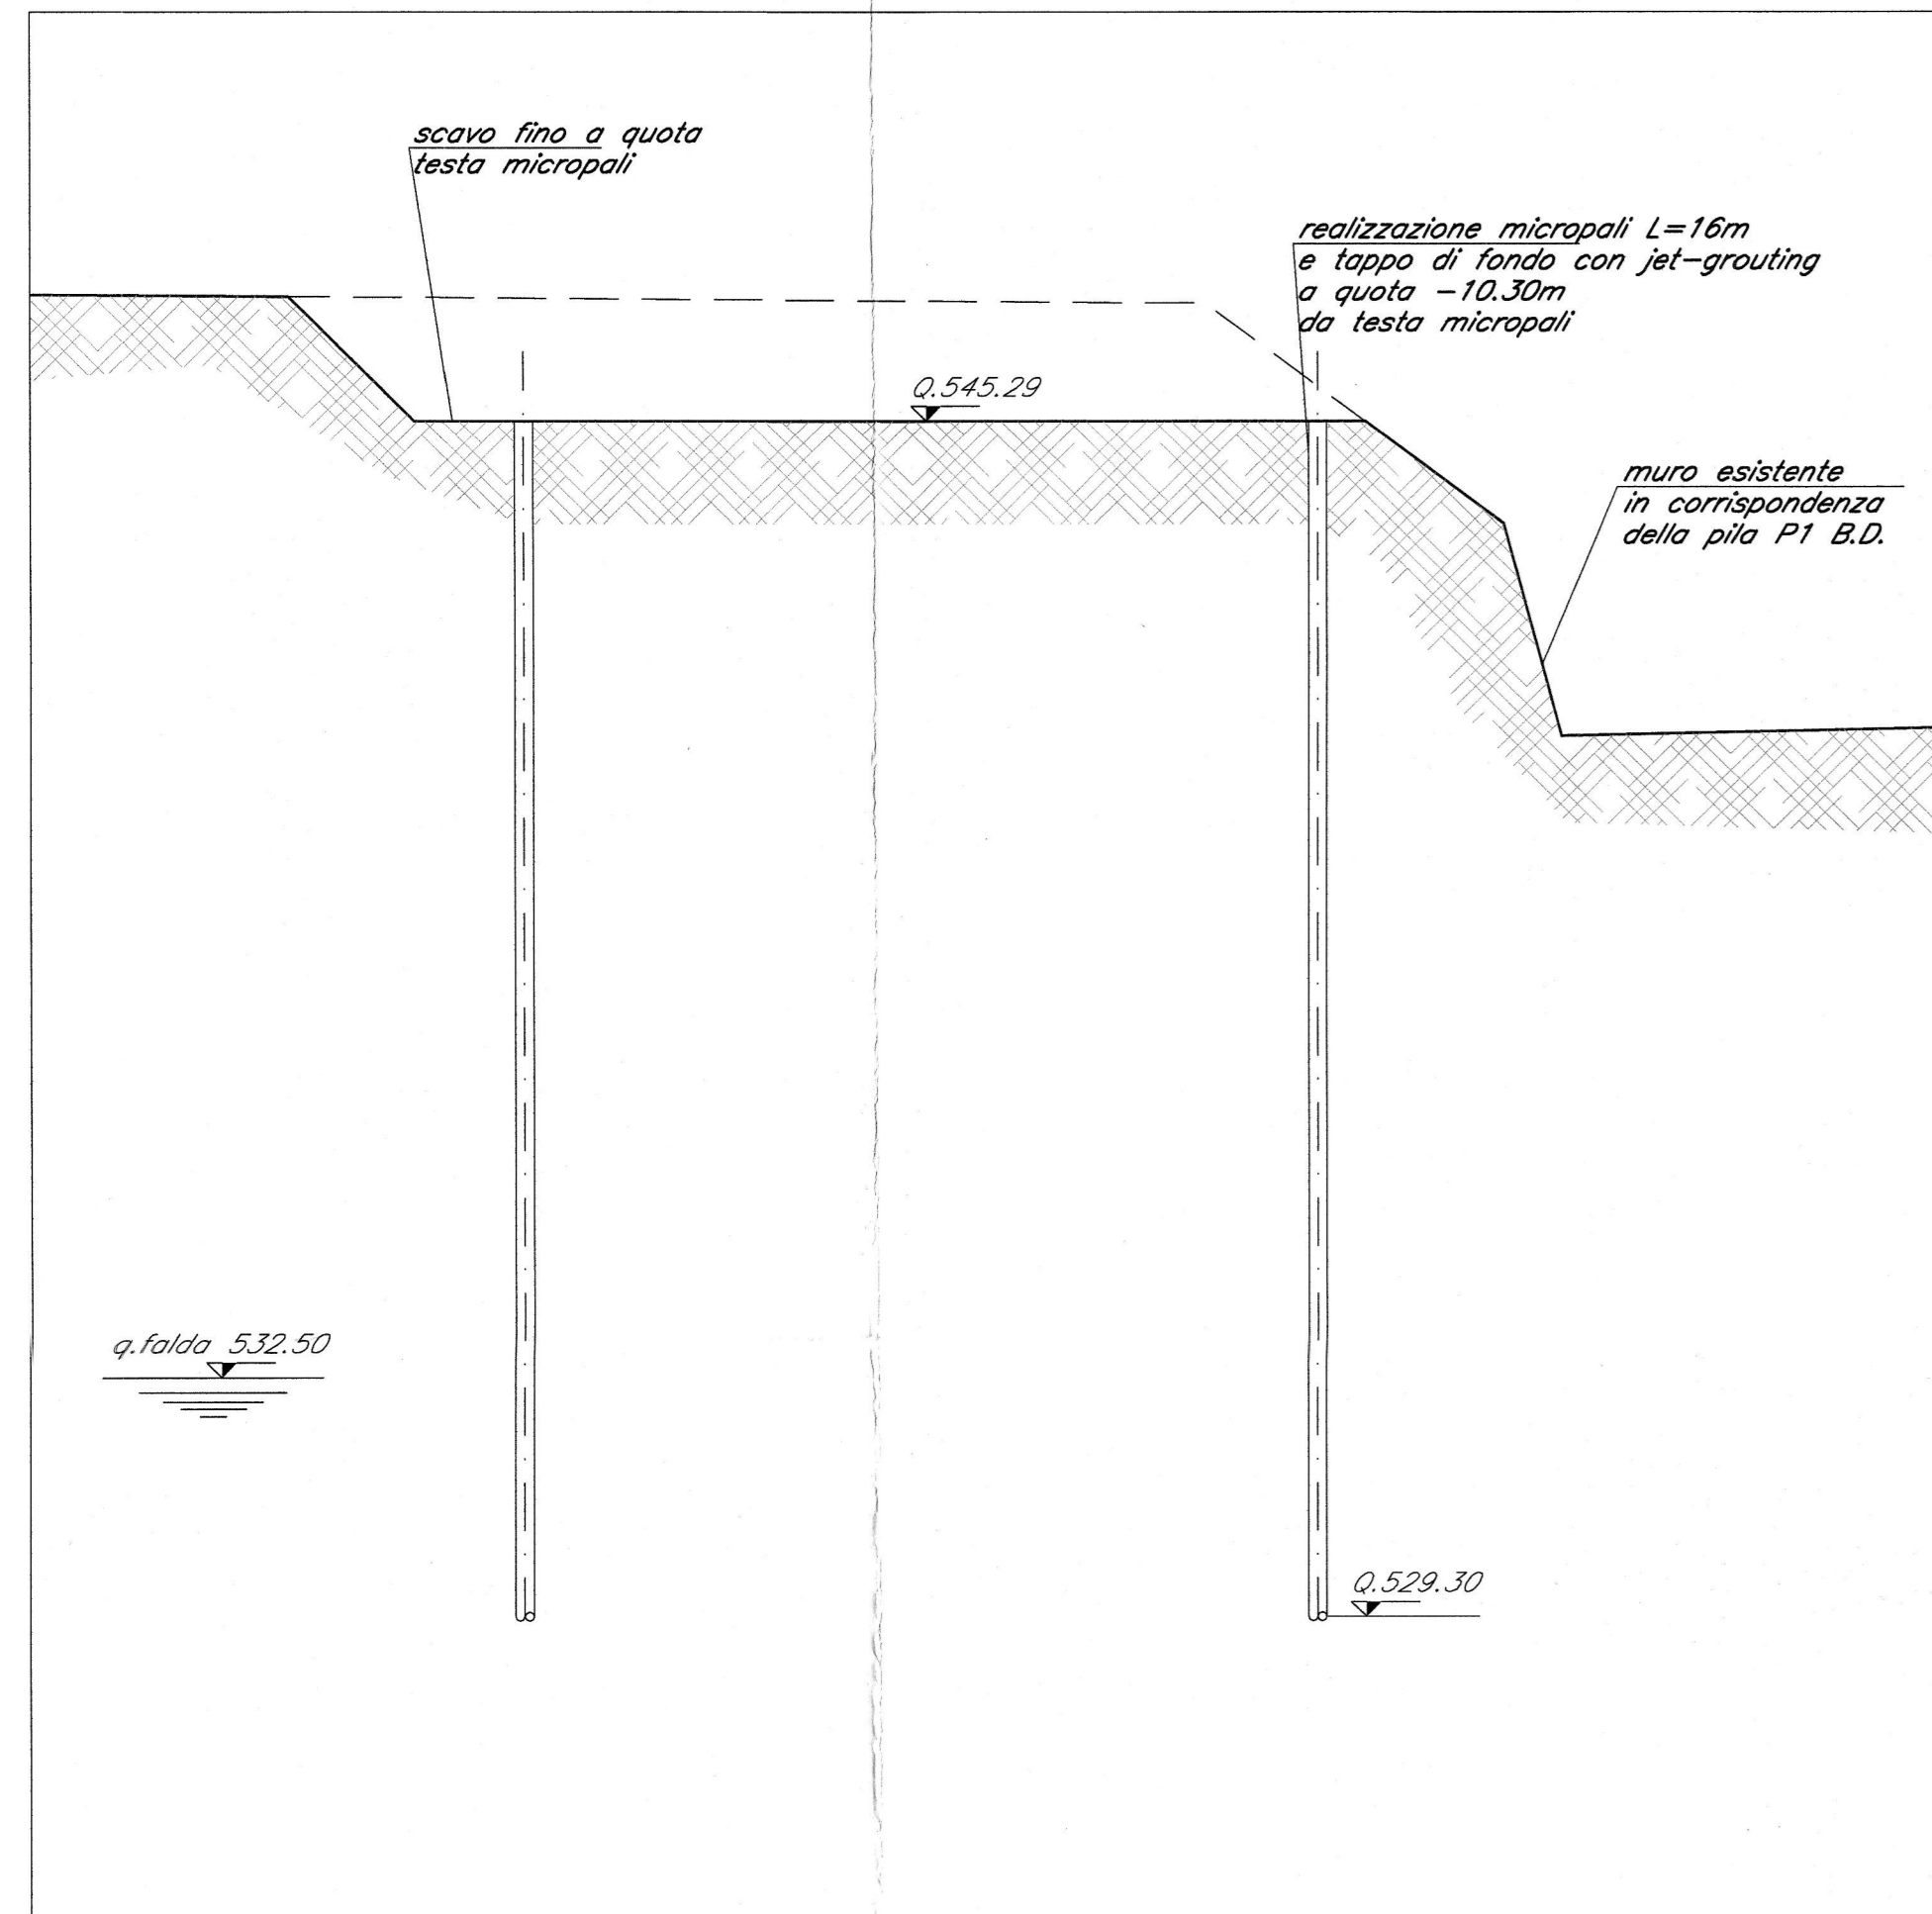 scavo fino a quota
testa micropali
realizzazione micropali L=16m
e tappo di fondo con jet-grouting
a quota -10.30m
da testa micropali
Q.545.29
muro esistente
in corrispondenza
della pila P1 B.D.
q.falda 532.50
Q.529.30